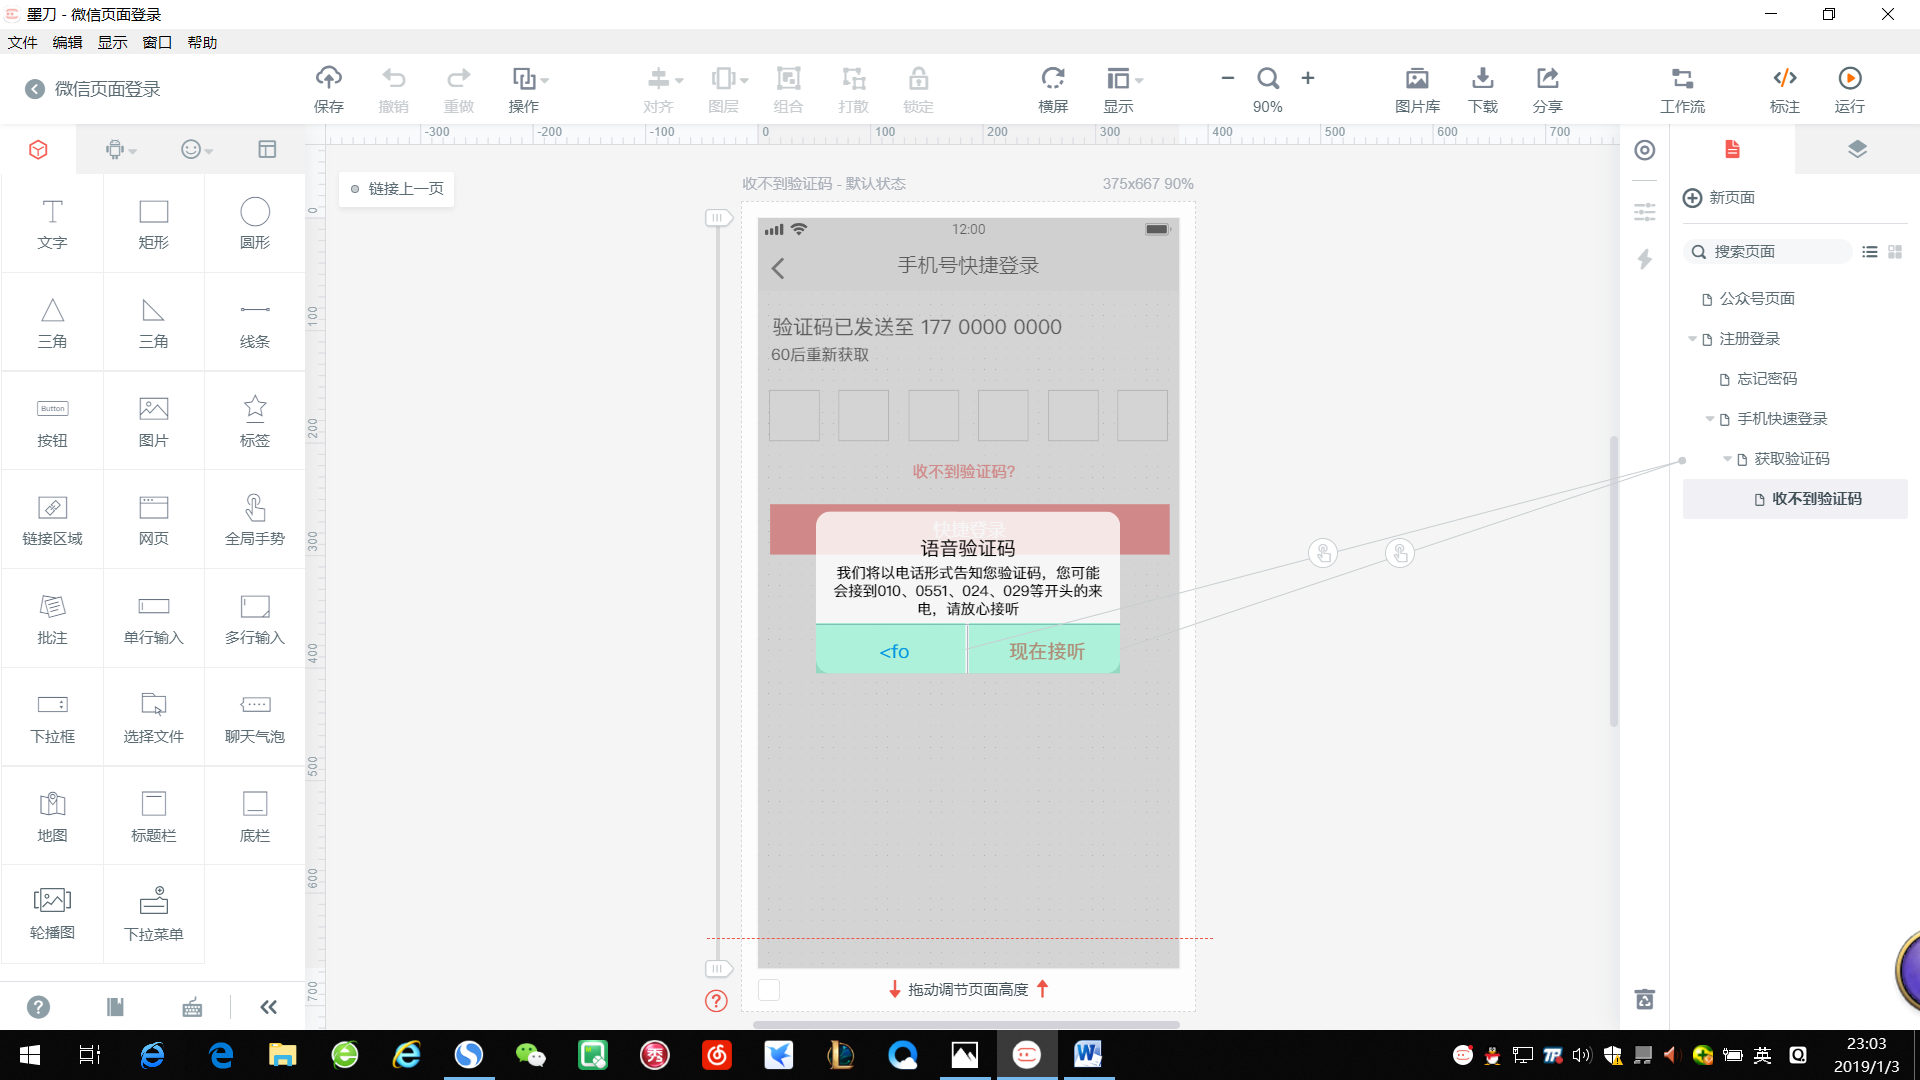 墨刀 - 微信页面登录
文件 编辑 显示 窗口 帮助
微信页面登录
保存 撤销 重做 操作 对齐 图层 组合 打散 锁定 横屏 显示 90% 图片库 下载 分享 工作流 标注 运行
-300 -200 -100 0 100 200 300 400 500 600 700
链接上一页
收不到验证码 - 默认状态 375x667 90%
12:00
手机号快捷登录
验证码已发送至 177 0000 0000
60后重新获取
收不到验证码?
快捷登录
语音验证码
我们将以电话形式告知您验证码，您可能
会接到010、0551、024、029等开头的来
电，请放心接听
<fo 现在接听
拖动调节页面高度
0
100
200
300
400
500
600
700
文字 矩形 圆形
三角 三角 线条
Button
按钮 图片 标签
链接区域 网页 全局手势
批注 单行输入 多行输入
下拉框 选择文件 聊天气泡
地图 标题栏 底栏
轮播图 下拉菜单
新页面
搜索页面
公众号页面
注册登录
忘记密码
手机快速登录
获取验证码
收不到验证码
英
23:03
2019/1/3